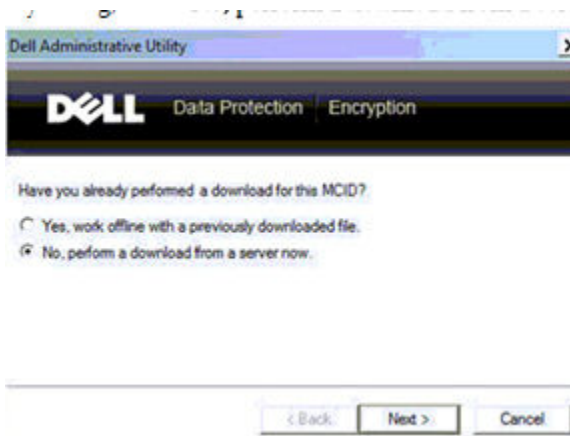 Dell Administrative Utility
DELL Data Protection | Encryption
Have you already performed a download for this MCID?
Yes, work offline with a previously downloaded file.
No, perform a download from a server now.
< Back Next > Cancel